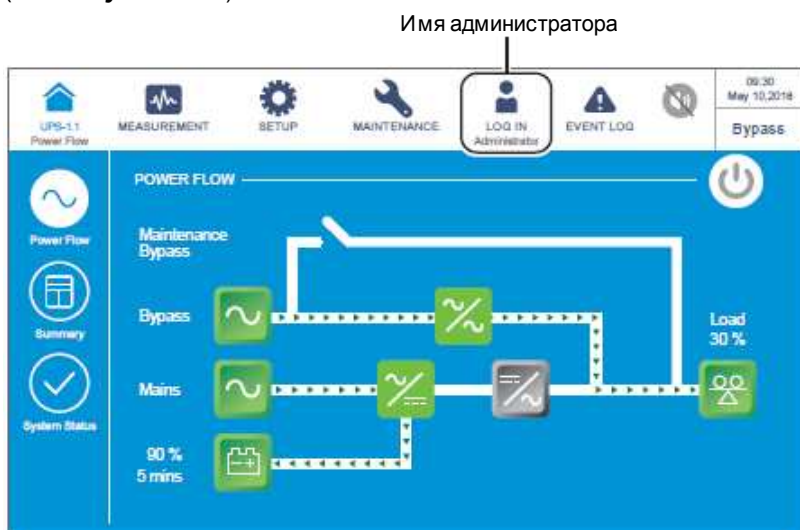 Имя администратора
09:30
May 10,2016
UPS-1.1
Power Flow
MEASUREMENT
SETUP
MAINTENANCE
LOG IN
Administrator
EVENT LOG
Bypass
POWER FLOW
Power Flow
Summary
System Status
Maintenance
Bypass
Bypass
Mains
90 %
5 mins
Load
30 %